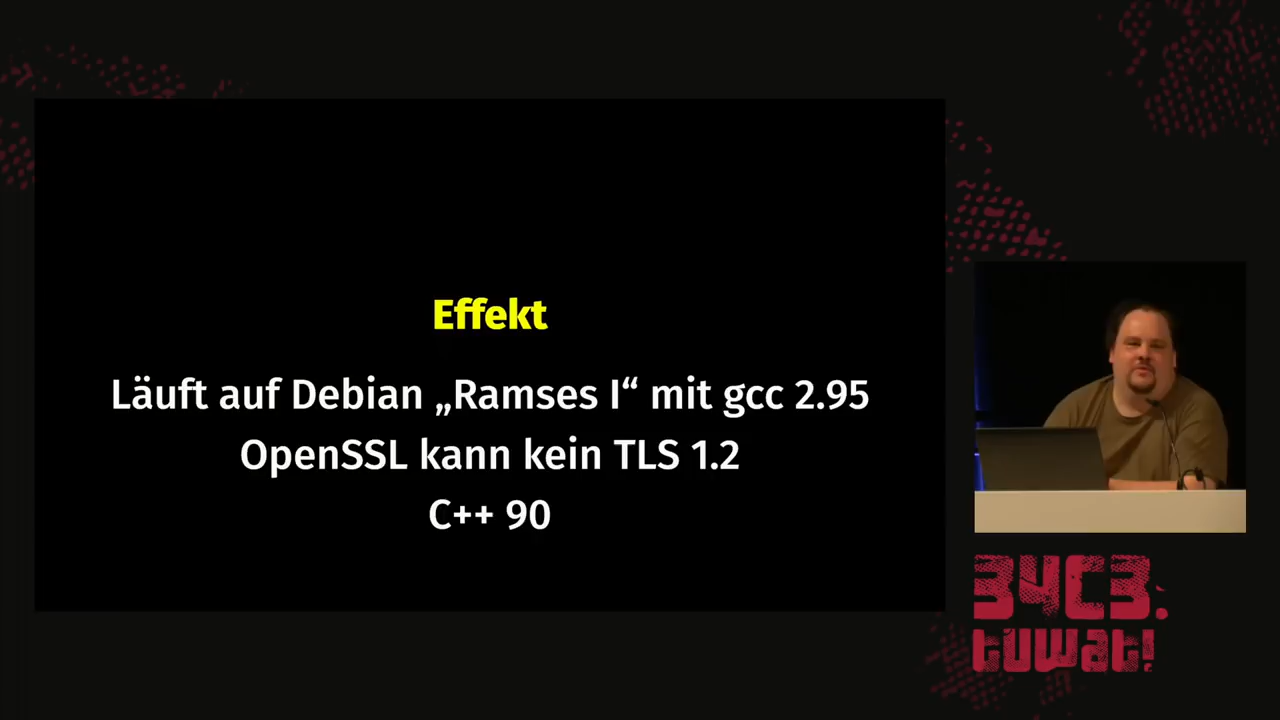 Effekt
Läuft auf Debian „Ramses I“ mit gcc 2.95
OpenSSL kann kein TLS 1.2
C++ 90
34C3.
tuwat!